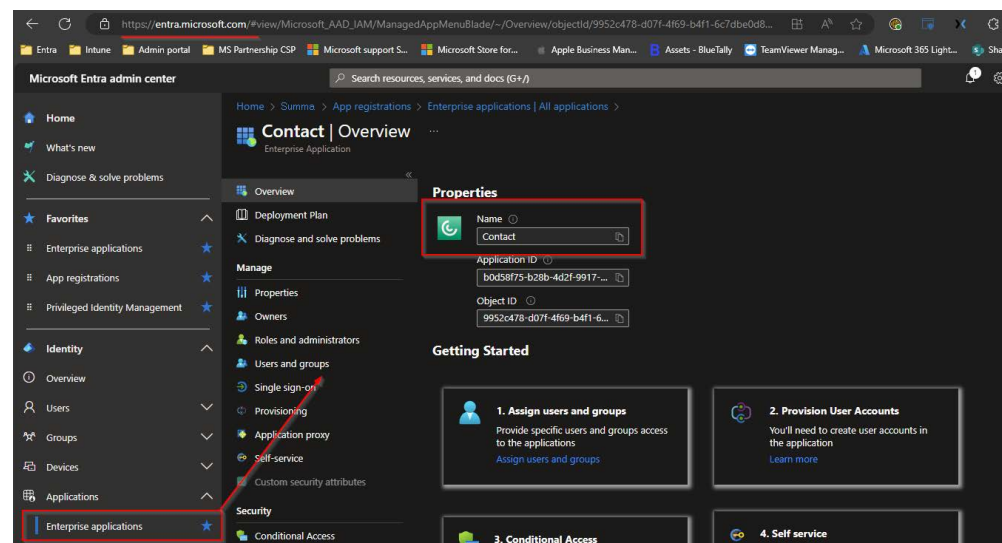 https://entra.microsoft.com/#view/Microsoft_AAD_IAM/ManagedAppMenuBlade/~/Overview/objectId/9952c478-d07f-4f69-b4f1-6c7dbe0d8...
Entra Intune Admin portal MS Partnership CSP Microsoft support S... Microsoft Store for... Apple Business Man... Assets - BlueTally TeamViewer Manag... Microsoft 365 Light... Sha
Microsoft Entra admin center
Search resources, services, and docs (G+/)
1
Home > Summa > App registrations > Enterprise applications | All applications >
Contact | Overview ...
Enterprise Application
Home
What's new
Diagnose & solve problems
Favorites
Enterprise applications
App registrations
Privileged Identity Management
Identity
Overview
Users
Groups
Devices
Applications
Enterprise applications
«
Overview
Deployment Plan
Diagnose and solve problems
Manage
Properties
Owners
Roles and administrators
Users and groups
Single sign-on
Provisioning
Application proxy
Self-service
Custom security attributes
Security
Conditional Access
Properties
Name
Contact
Application ID
b0d58f75-b28b-4d2f-9917-...
Object ID
9952c478-d07f-4f69-b4f1-6...
Getting Started
1. Assign users and groups
Provide specific users and groups access
to the applications
Assign users and groups
2. Provision User Accounts
You'll need to create user accounts in
the application
Learn more
3. Conditional Access
4. Self service